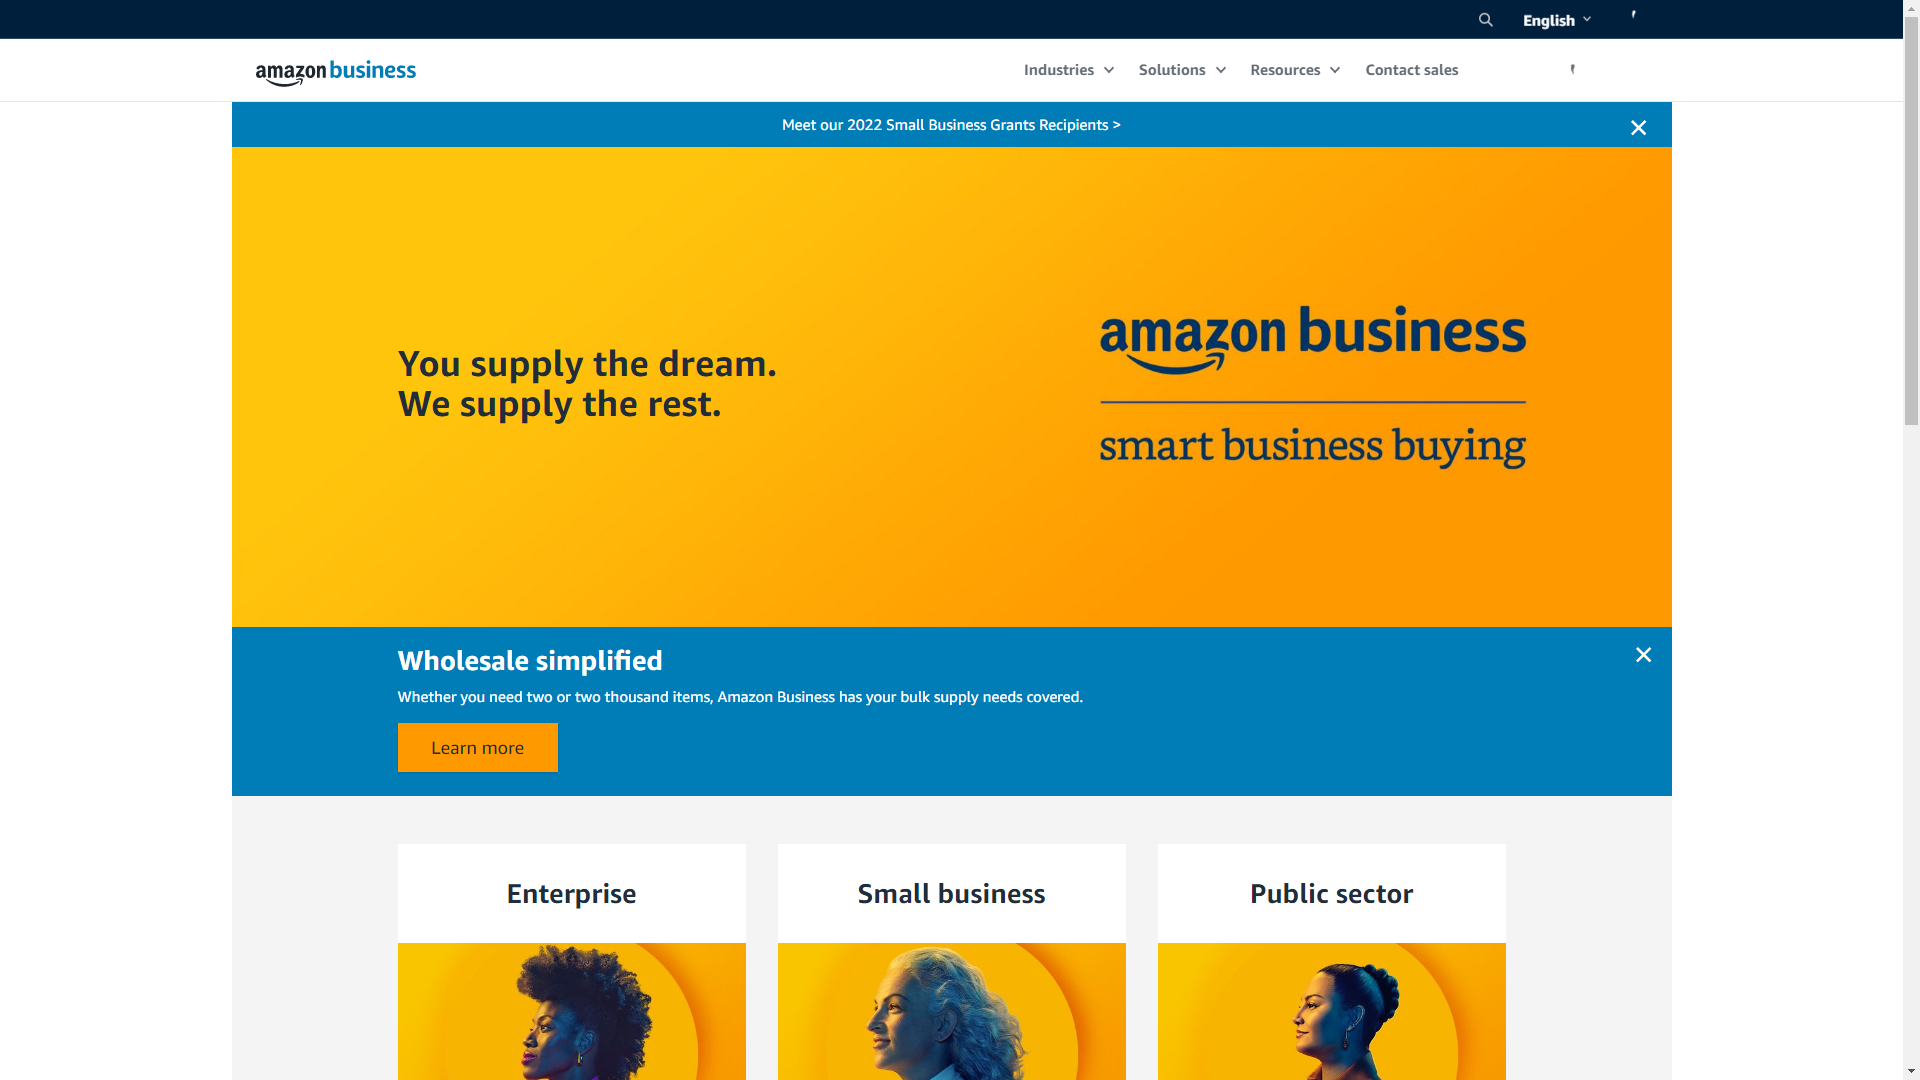 English
amazon business
Industries
Solutions
Resources
Contact sales
Meet our 2022 Small Business Grants Recipients >
You supply the dream.
We supply the rest.
amazon business
smart business buying
Wholesale simplified
Whether you need two or two thousand items, Amazon Business has your bulk supply needs covered.
Learn more
Enterprise
Small business
Public sector